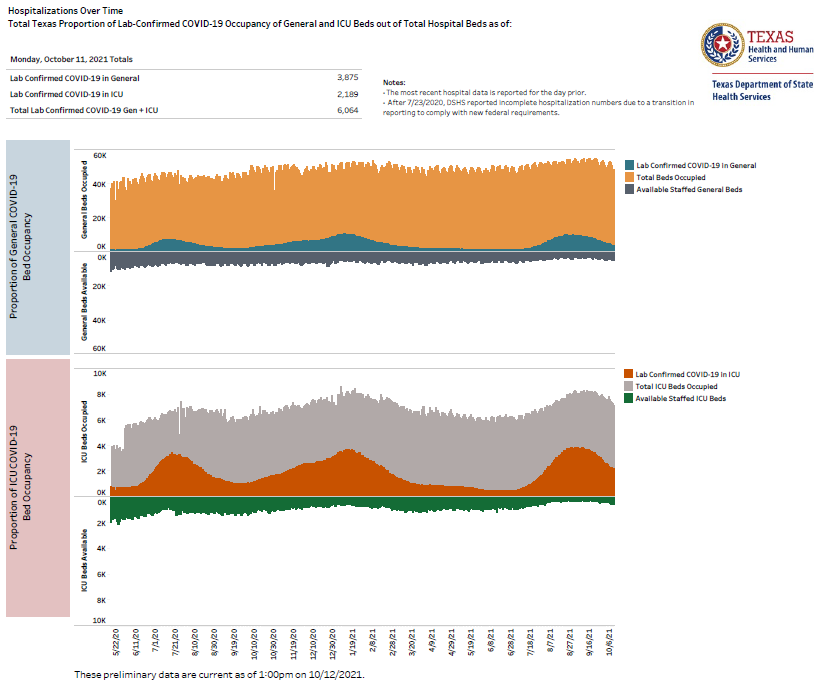 Hospitalizations Over Time
Total Texas Proportion of Lab-Confirmed COVID-19 Occupancy of General and ICU Beds out of Total Hospital Beds as of:
TEXAS
Health and Human
Services
Texas Department of State
Health Services
Monday, October 11, 2021 Totals
Lab Confirmed COVID-19 in General 3,875
Lab Confirmed COVID-19 in ICU 2,189
Total Lab Confirmed COVID-19 Gen + ICU 6,064
Notes:
- The most recent hospital data is reported for the day prior.
- After 7/23/2020, DSHS reported incomplete hospitalization numbers due to a transition in
reporting to comply with new federal requirements.
Proportion of General COVID-19
Bed Occupancy
General Beds Occupied
60K
40K
20K
0K
General Beds Available
0K
20K
40K
60K
Lab Confirmed COVID-19 in General
Total Beds Occupied
Available Staffed General Beds
Proportion of ICU COVID-19
Bed Occupancy
ICU Beds Occupied
10K
8K
6K
4K
2K
0K
ICU Beds Available
0K
2K
4K
6K
8K
10K
Lab Confirmed COVID-19 in ICU
Total ICU Beds Occupied
Available Staffed ICU Beds
5/22/20 6/11/20 7/1/20 7/21/20 8/10/20 8/30/20 9/19/20 10/10/20 10/30/20 11/19/20 12/10/20 12/30/20 1/19/21 2/8/21 2/28/21 3/20/21 4/9/21 4/29/21 5/19/21 6/8/21 6/28/21 7/18/21 8/7/21 8/27/21 9/16/21 10/6/21
These preliminary data are current as of 1:00pm on 10/12/2021.